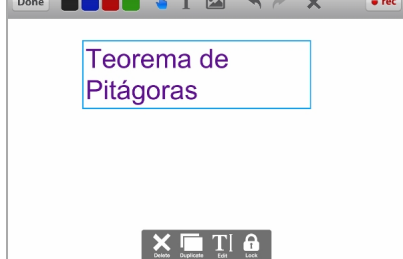 Done
rec
Teorema de
Pitágoras
Delete Duplicate Edit Lock